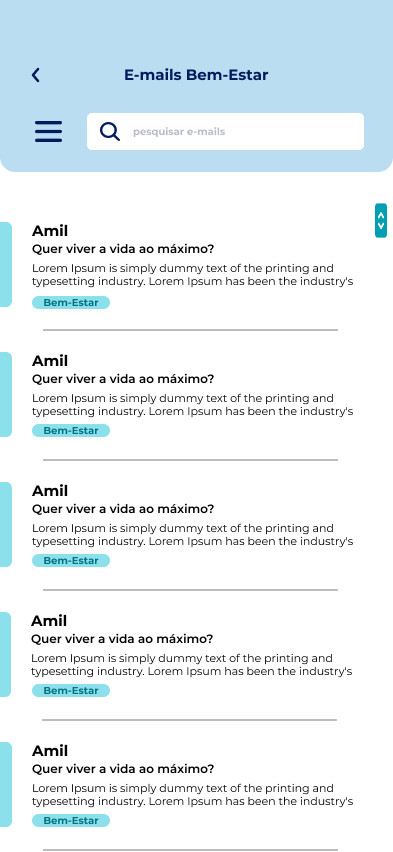 E-mails Bem-Estar
pesquisar e-mails
Amil
Quer viver a vida ao máximo?
Lorem Ipsum is simply dummy text of the printing and
typesetting industry. Lorem Ipsum has been the industry's
Bem-Estar
Amil
Quer viver a vida ao máximo?
Lorem Ipsum is simply dummy text of the printing and
typesetting industry. Lorem Ipsum has been the industry's
Bem-Estar
Amil
Quer viver a vida ao máximo?
Lorem Ipsum is simply dummy text of the printing and
typesetting industry. Lorem Ipsum has been the industry's
Bem-Estar
Amil
Quer viver a vida ao máximo?
Lorem Ipsum is simply dummy text of the printing and
typesetting industry. Lorem Ipsum has been the industry's
Bem-Estar
Amil
Quer viver a vida ao máximo?
Lorem Ipsum is simply dummy text of the printing and
typesetting industry. Lorem Ipsum has been the industry's
Bem-Estar